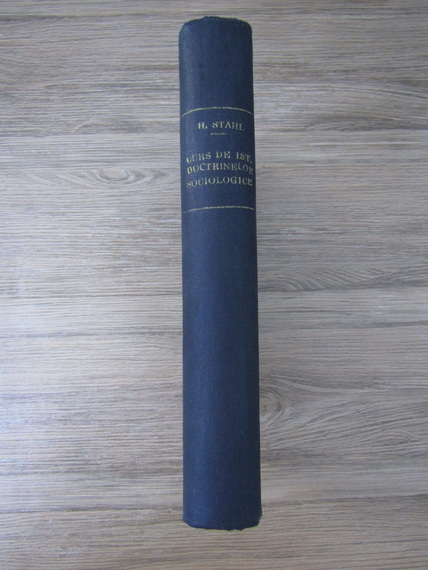 H. STAHL
CURS DE IST.
DOCTRINELOR
SOCIOLOGICE